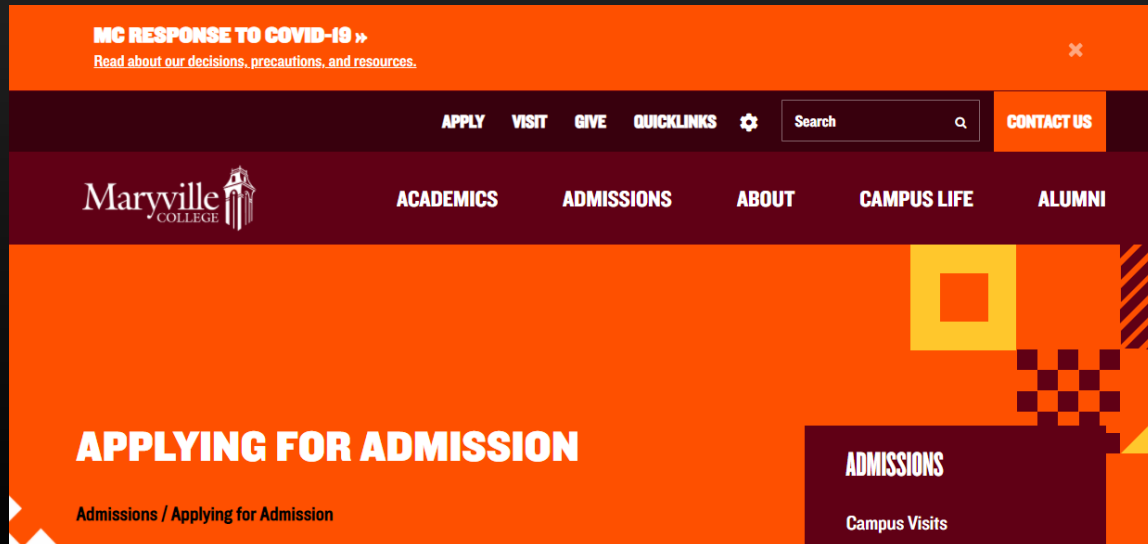 MC RESPONSE TO COVID-19 »
Read about our decisions, precautions, and resources.
APPLY VISIT GIVE QUICKLINKS Search CONTACT US
Maryville COLLEGE
ACADEMICS ADMISSIONS ABOUT CAMPUS LIFE ALUMNI
APPLYING FOR ADMISSION
Admissions / Applying for Admission
ADMISSIONS
Campus Visits